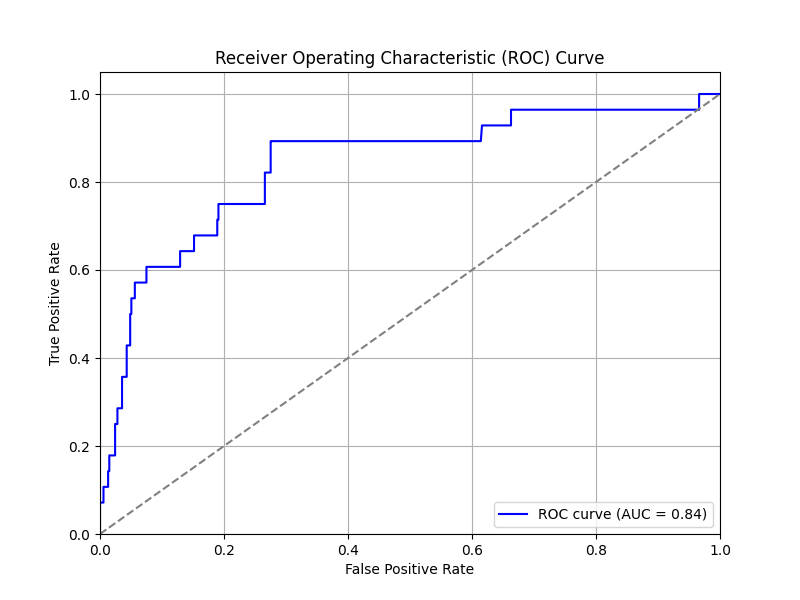 Receiver Operating Characteristic (ROC) Curve
1.0
0.8
0.6
0.4
0.2
0.0
True Positive Rate
ROC curve (AUC = 0.84)
0.0 0.2 0.4 0.6 0.8 1.0
False Positive Rate